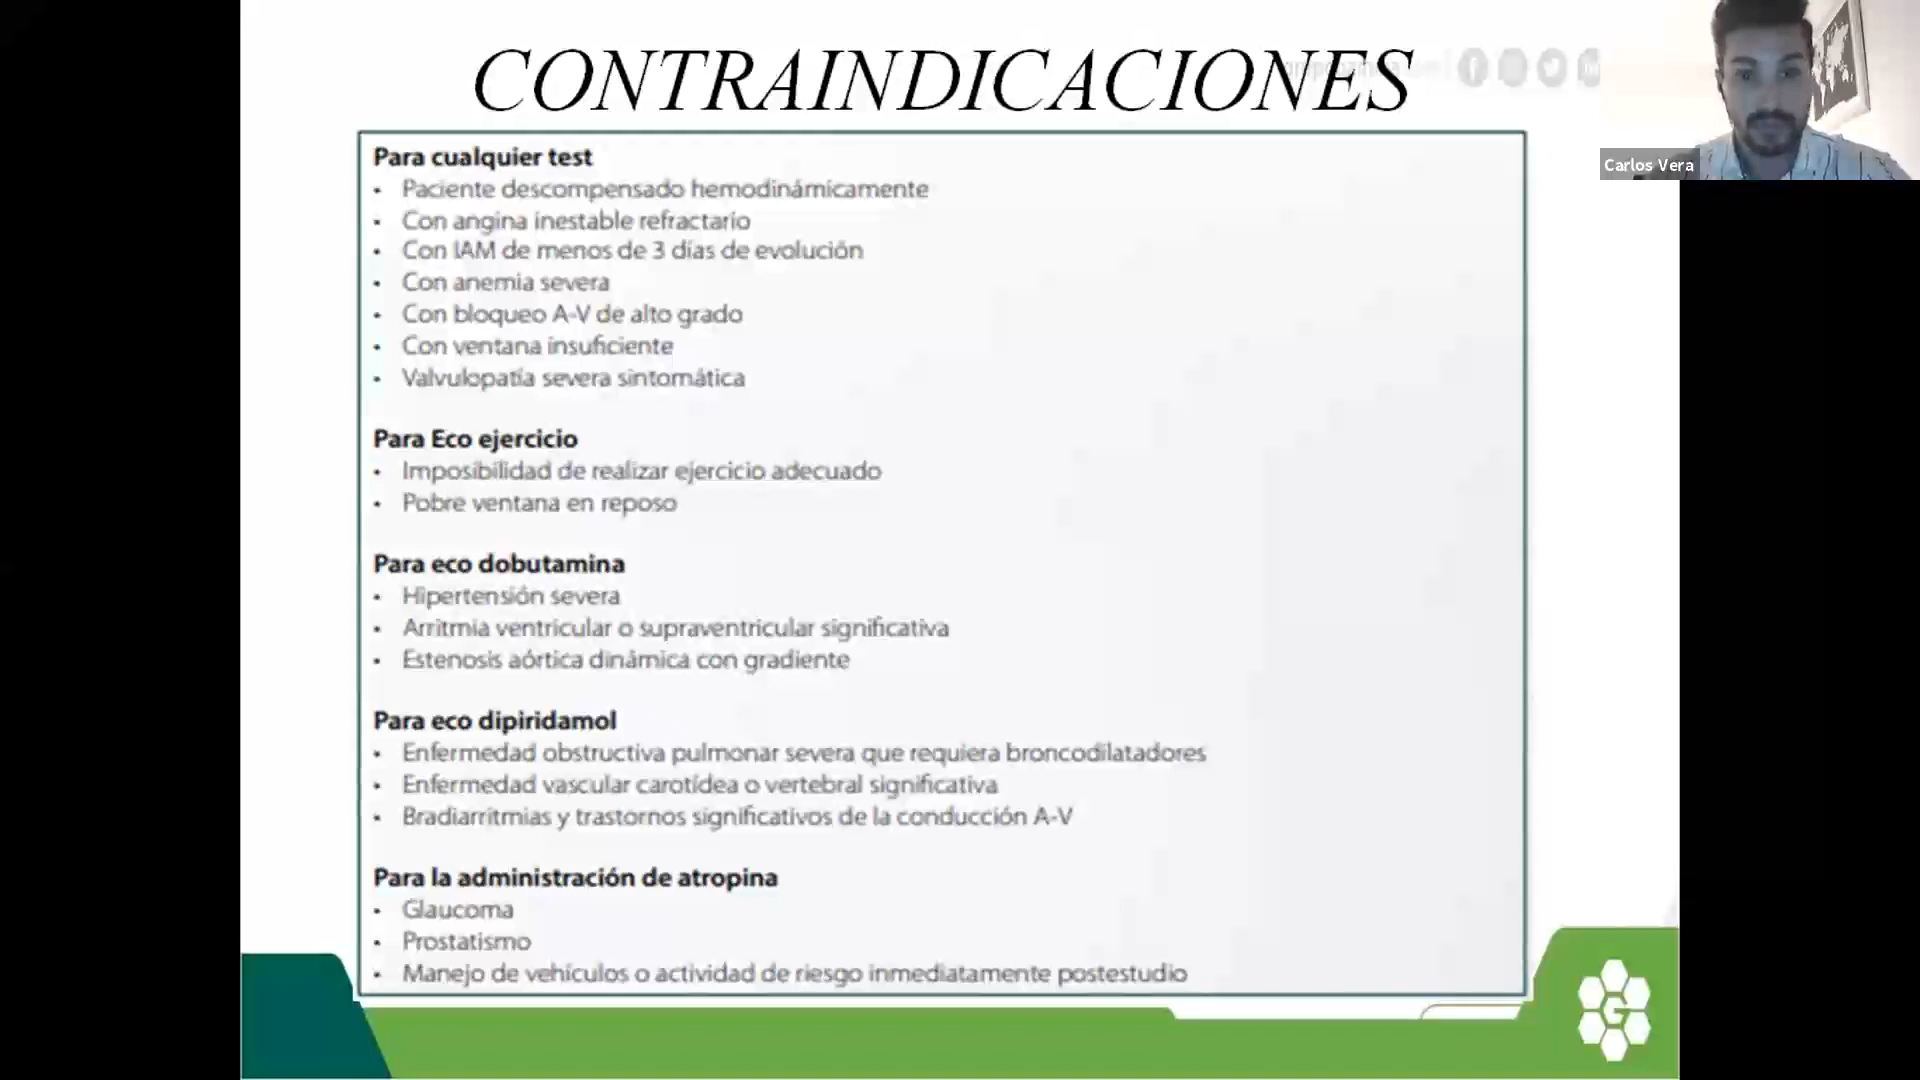 CONTRAINDICACIONES
Carlos Vera
Para cualquier test
• Paciente descompensado hemodinámicamente
• Con angina inestable refractario
• Con IAM de menos de 3 días de evolución
• Con anemia severa
• Con bloqueo A-V de alto grado
• Con ventana insuficiente
• Valvulopatía severa sintomática
Para Eco ejercicio
• Imposibilidad de realizar ejercicio adecuado
• Pobre ventana en reposo
Para eco dobutamina
• Hipertensión severa
• Arritmia ventricular o supraventricular significativa
• Estenosis aórtica dinámica con gradiente
Para eco dipiridamol
• Enfermedad obstructiva pulmonar severa que requiera broncodilatadores
• Enfermedad vascular carotídea o vertebral significativa
• Bradiarritmias y trastornos significativos de la conducción A-V
Para la administración de atropina
• Glaucoma
• Prostatismo
• Manejo de vehículos o actividad de riesgo inmediatamente postestudio
G